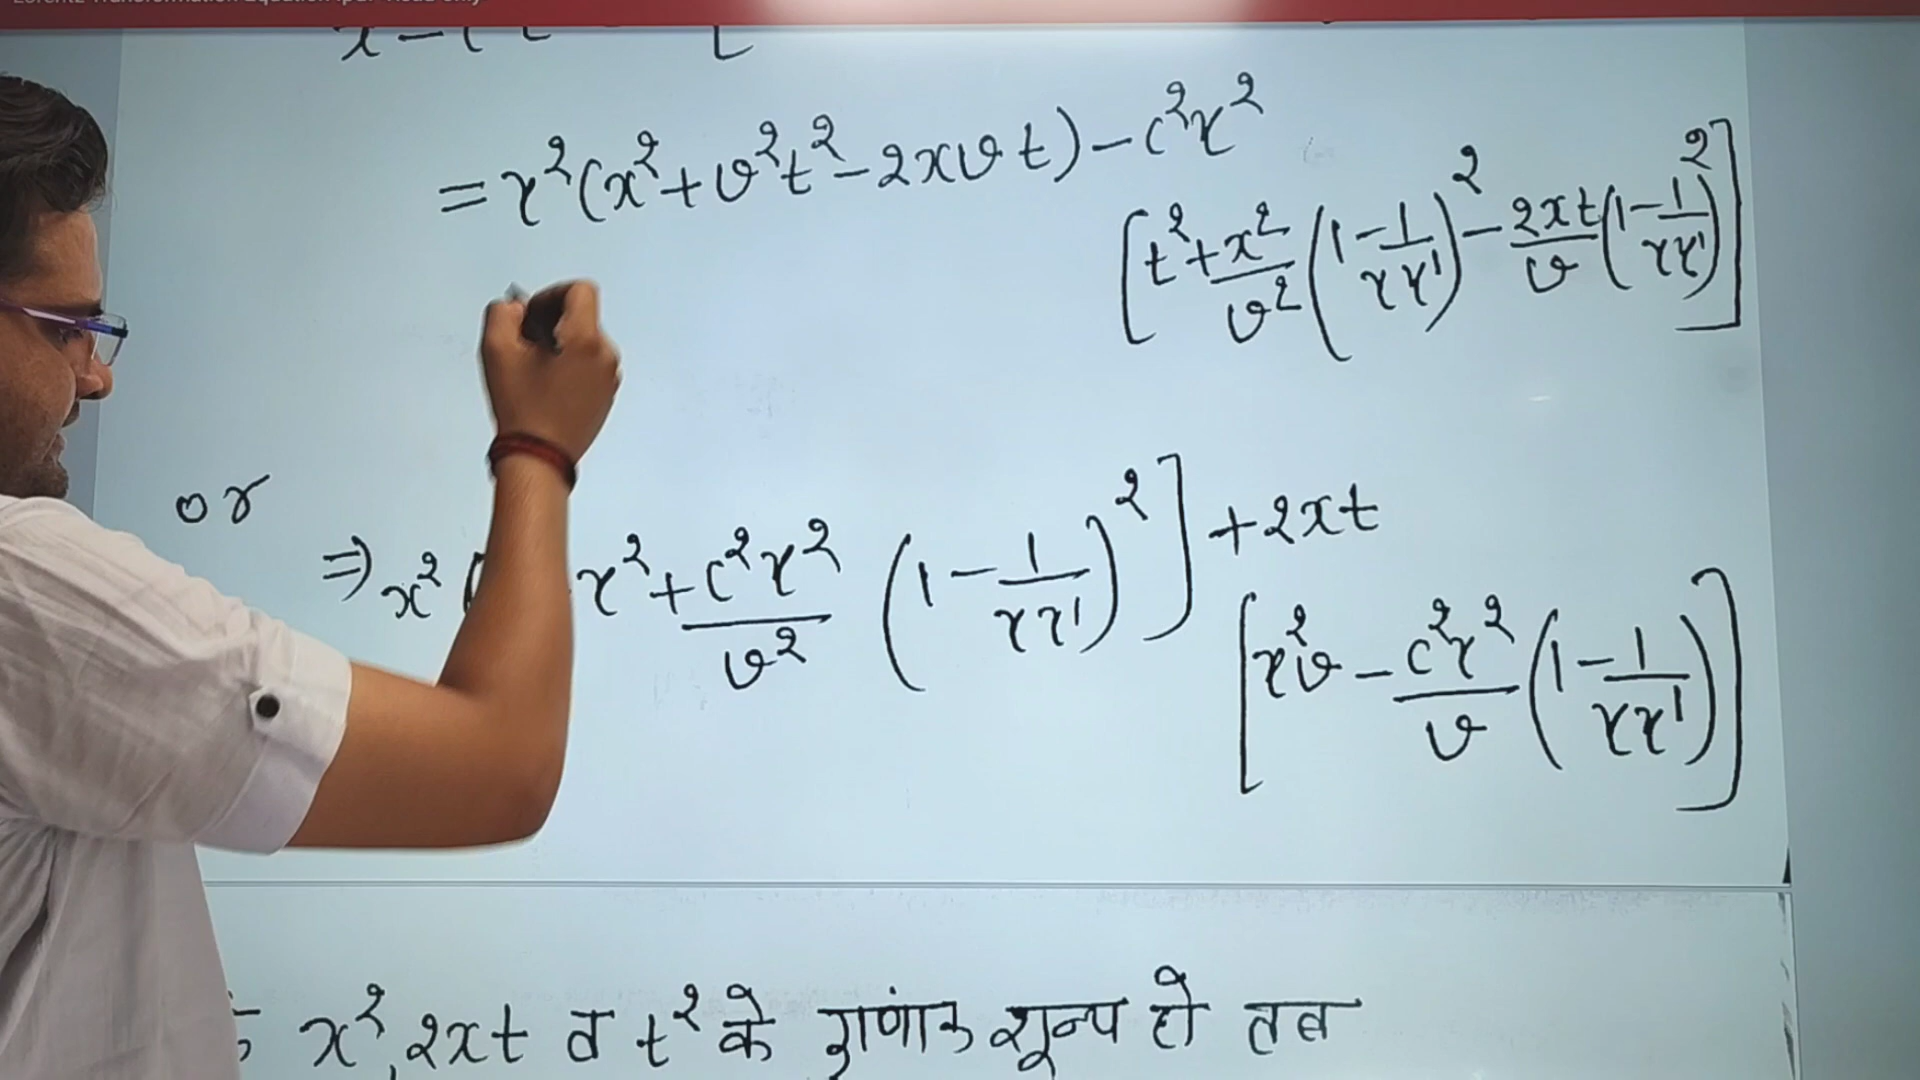 = γ²(x² + v²t² - 2xvt) - c²γ²
[t² + x²/v² (1 - 1/γγ')² - 2xt/v (1 - 1/γγ')²]
or
⇒ x² γ² + c²γ²/v² (1 - 1/γγ')²] + 2xt
[γ²v - c²γ²/v (1 - 1/γγ')]
x², 2xt व t² के गुणांक शून्य हो तब